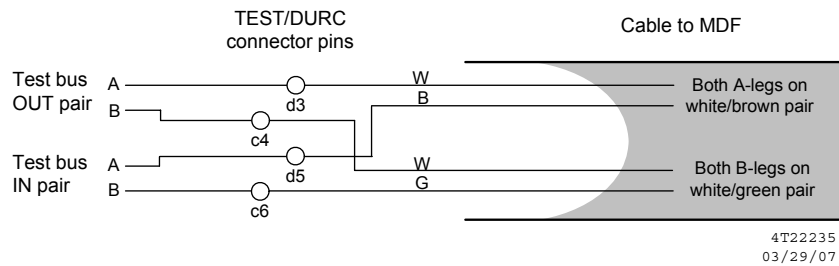 TEST/DURC
connector pins
Cable to MDF
Test bus
OUT pair
A
B
d3
c4
W
B
Both A-legs on
white/brown pair
Test bus
IN pair
A
B
d5
c6
W
G
Both B-legs on
white/green pair
4T22235
03/29/07